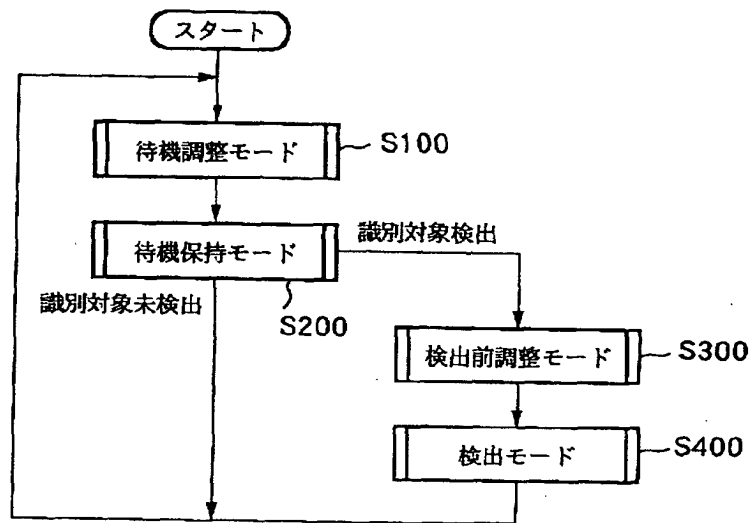 スタート
待機調整モード
S100
待機保持モード
識別対象検出
識別対象未検出
S200
検出前調整モード
S300
検出モード
S400